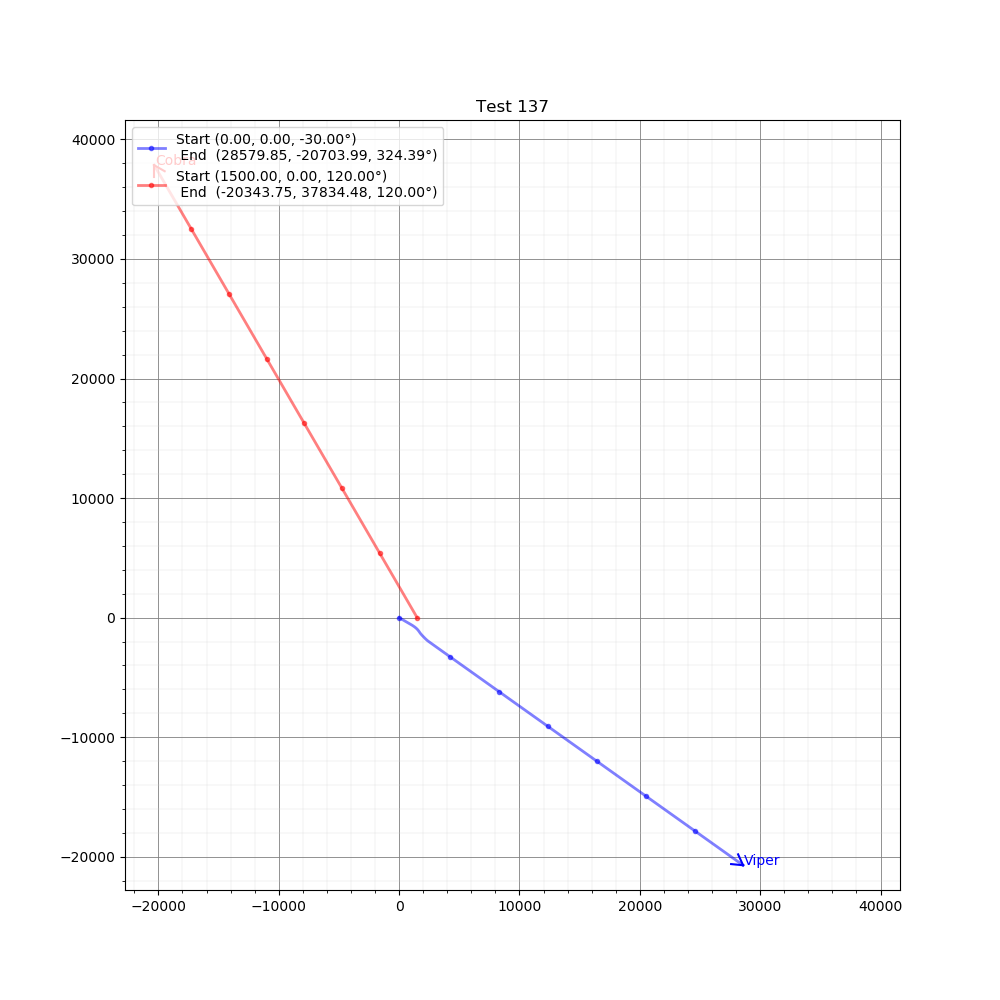 Test 137
Start (0.00, 0.00, -30.00°)
End (28579.85, -20703.99, 324.39°)
Start (1500.00, 0.00, 120.00°)
End (-20343.75, 37834.48, 120.00°)
Cobra
Viper
40000
30000
20000
10000
0
−10000
−20000
−20000 −10000 0 10000 20000 30000 40000